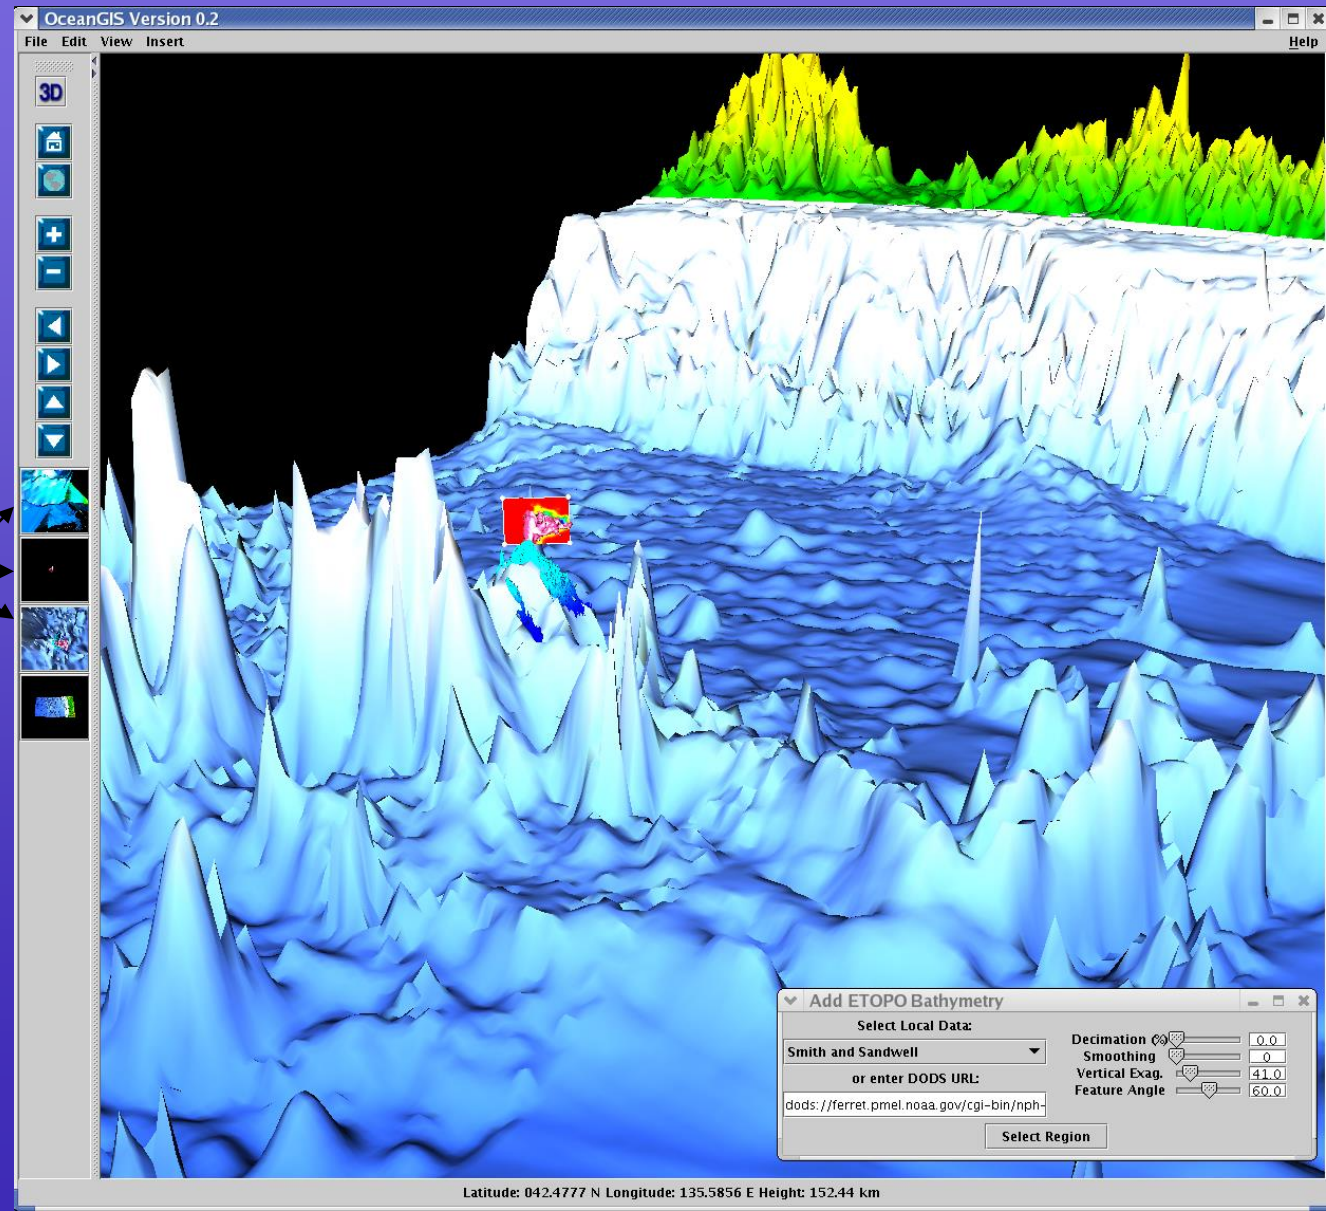 OceanGIS Version 0.2
File Edit View Insert Help
3D
Add ETOPO Bathymetry
Select Local Data:
Smith and Sandwell
or enter DODS URL:
dods://ferret.pmel.noaa.gov/cgi-bin/nph-
Decimation (%) 0.0
Smoothing 0
Vertical Exag. 41.0
Feature Angle 60.0
Select Region
Latitude: 042.4777 N Longitude: 135.5856 E Height: 152.44 km